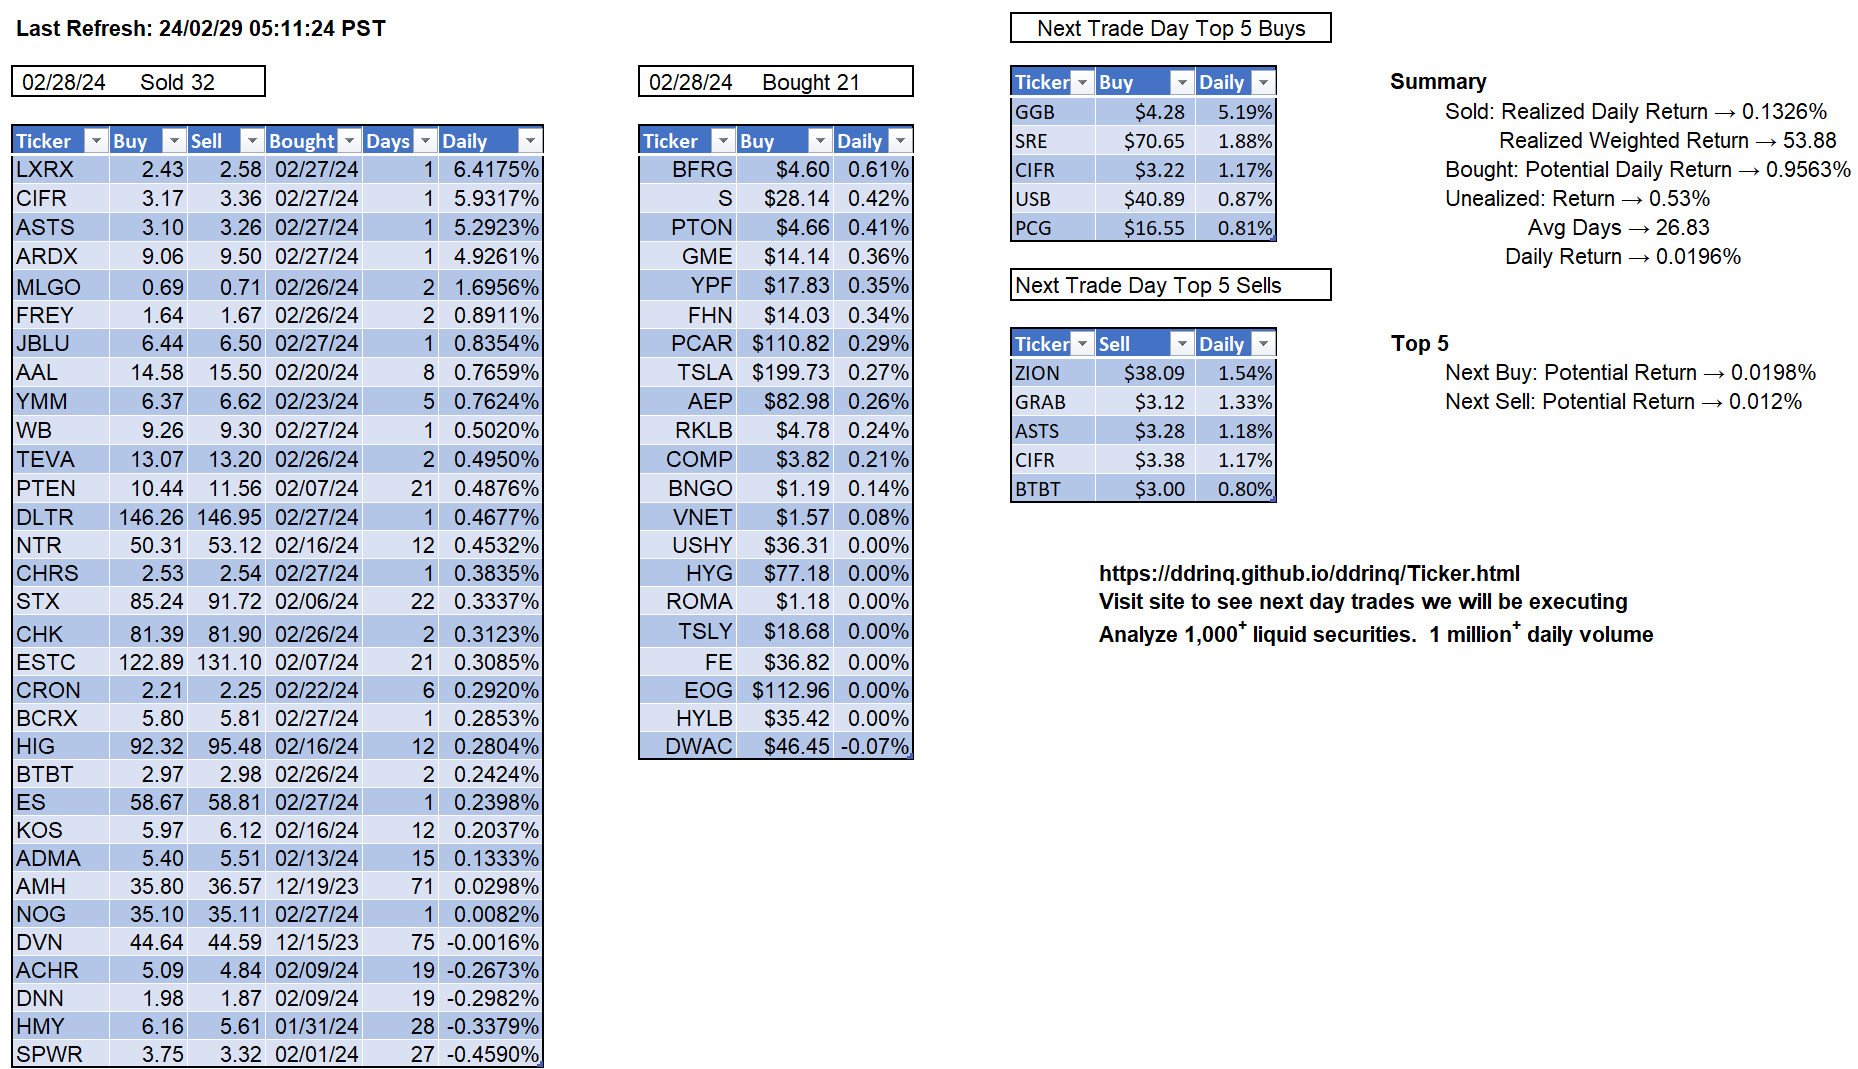 Last Refresh: 24/02/29 05:11:24 PST
02/28/24 Sold 32
Ticker Buy Sell Bought Days Daily
LXRX 2.43 2.58 02/27/24 1 6.4175%
CIFR 3.17 3.36 02/27/24 1 5.9317%
ASTS 3.10 3.26 02/27/24 1 5.2923%
ARDX 9.06 9.50 02/27/24 1 4.9261%
MLGO 0.69 0.71 02/26/24 2 1.6956%
FREY 1.64 1.67 02/26/24 2 0.8911%
JBLU 6.44 6.50 02/27/24 1 0.8354%
AAL 14.58 15.50 02/20/24 8 0.7659%
YMM 6.37 6.62 02/23/24 5 0.7624%
WB 9.26 9.30 02/27/24 1 0.5020%
TEVA 13.07 13.20 02/26/24 2 0.4950%
PTEN 10.44 11.56 02/07/24 21 0.4876%
DLTR 146.26 146.95 02/27/24 1 0.4677%
NTR 50.31 53.12 02/16/24 12 0.4532%
CHRS 2.53 2.54 02/27/24 1 0.3835%
STX 85.24 91.72 02/06/24 22 0.3337%
CHK 81.39 81.90 02/26/24 2 0.3123%
ESTC 122.89 131.10 02/07/24 21 0.3085%
CRON 2.21 2.25 02/22/24 6 0.2920%
BCRX 5.80 5.81 02/27/24 1 0.2853%
HIG 92.32 95.48 02/16/24 12 0.2804%
BTBT 2.97 2.98 02/26/24 2 0.2424%
ES 58.67 58.81 02/27/24 1 0.2398%
KOS 5.97 6.12 02/16/24 12 0.2037%
ADMA 5.40 5.51 02/13/24 15 0.1333%
AMH 35.80 36.57 12/19/23 71 0.0298%
NOG 35.10 35.11 02/27/24 1 0.0082%
DVN 44.64 44.59 12/15/23 75 -0.0016%
ACHR 5.09 4.84 02/09/24 19 -0.2673%
DNN 1.98 1.87 02/09/24 19 -0.2982%
HMY 6.16 5.61 01/31/24 28 -0.3379%
SPWR 3.75 3.32 02/01/24 27 -0.4590%
02/28/24 Bought 21
Ticker Buy Daily
BFRG $4.60 0.61%
S $28.14 0.42%
PTON $4.66 0.41%
GME $14.14 0.36%
YPF $17.83 0.35%
FHN $14.03 0.34%
PCAR $110.82 0.29%
TSLA $199.73 0.27%
AEP $82.98 0.26%
RKLB $4.78 0.24%
COMP $3.82 0.21%
BNGO $1.19 0.14%
VNET $1.57 0.08%
USHY $36.31 0.00%
HYG $77.18 0.00%
ROMA $1.18 0.00%
TSLY $18.68 0.00%
FE $36.82 0.00%
EOG $112.96 0.00%
HYLB $35.42 0.00%
DWAC $46.45 -0.07%
Next Trade Day Top 5 Buys
Ticker Buy Daily
GGB $4.28 5.19%
SRE $70.65 1.88%
CIFR $3.22 1.17%
USB $40.89 0.87%
PCG $16.55 0.81%
Next Trade Day Top 5 Sells
Ticker Sell Daily
ZION $38.09 1.54%
GRAB $3.12 1.33%
ASTS $3.28 1.18%
CIFR $3.38 1.17%
BTBT $3.00 0.80%
Summary
Sold: Realized Daily Return → 0.1326%
Realized Weighted Return → 53.88
Bought: Potential Daily Return → 0.9563%
Unealized: Return → 0.53%
Avg Days → 26.83
Daily Return → 0.0196%
Top 5
Next Buy: Potential Return → 0.0198%
Next Sell: Potential Return → 0.012%
https://ddrinq.github.io/ddrinq/Ticker.html
Visit site to see next day trades we will be executing
Analyze 1,000+ liquid securities. 1 million+ daily volume